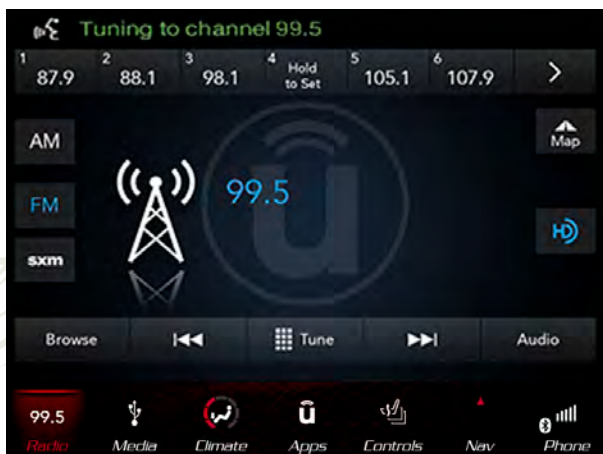 Tuning to channel 99.5
1 87.9 2 88.1 3 98.1 4 Hold to Set 5 105.1 6 107.9 >
AM
Map
FM
99.5
HD
sxm
Browse
Tune
Audio
99.5
Radio Media Climate Apps Controls Nav Phone